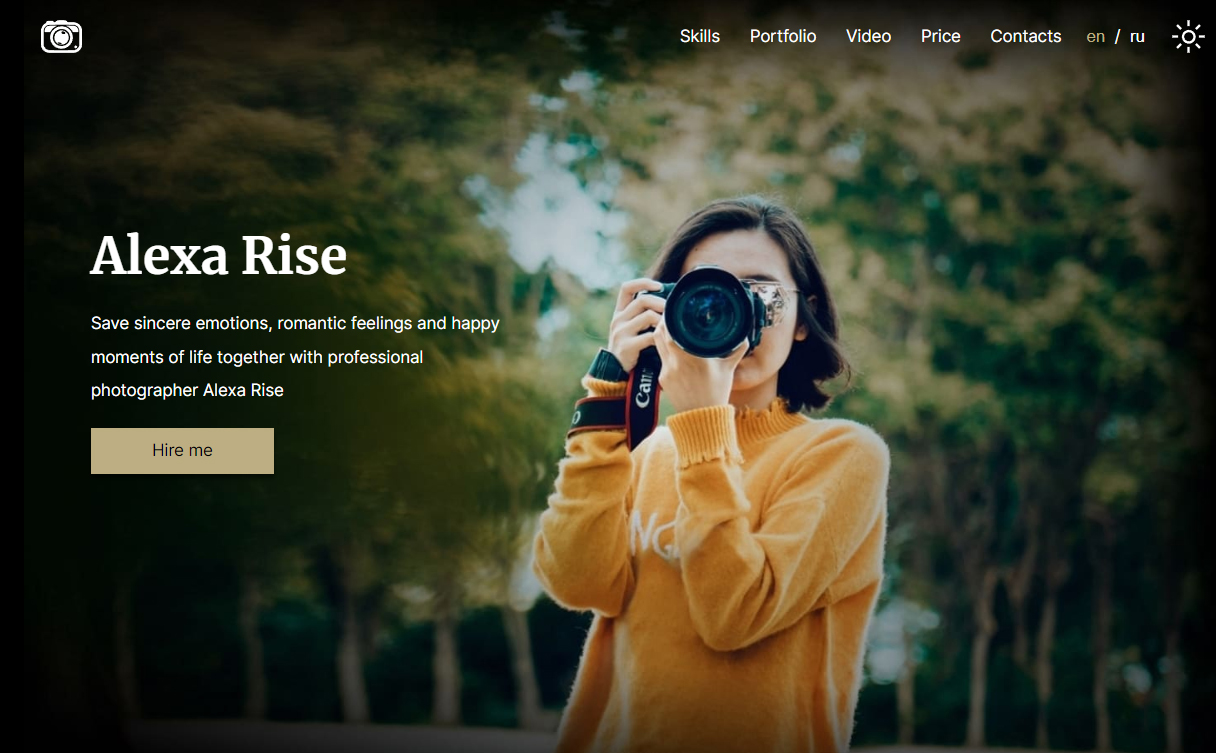 Skills Portfolio Video Price Contacts en / ru
Alexa Rise
Save sincere emotions, romantic feelings and happy
moments of life together with professional
photographer Alexa Rise
Hire me
Can